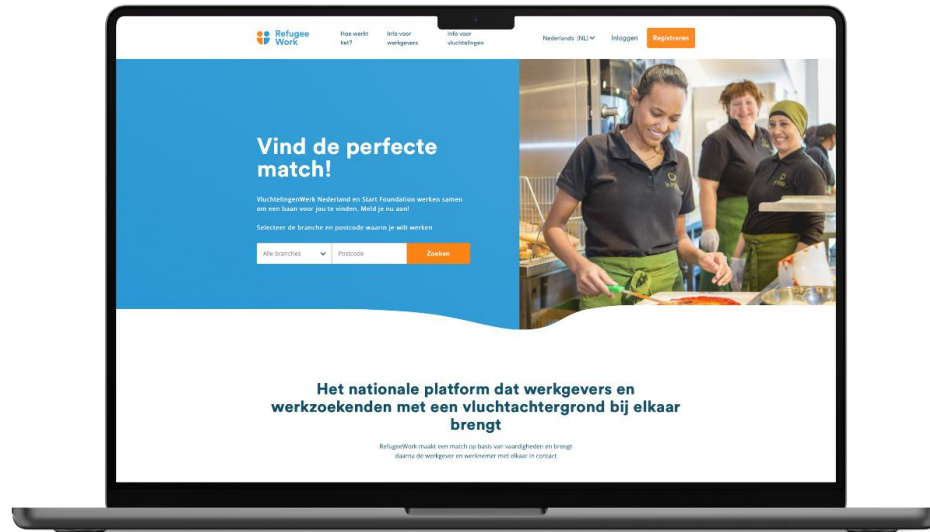 Refugee
Work
Hoe werkt
het?
Info voor
werkgevers
Info voor
vluchtelingen
Nederlands (NL)
Inloggen
Registreren
Vind de perfecte
match!
VluchtelingenWerk Nederland en Start Foundation werken samen
om een baan voor jou te vinden. Meld je nu aan!
Selecteer de branche en postcode waarin je wilt werken
Alle branches
Postcode
Zoeken
Het nationale platform dat werkgevers en
werkzoekenden met een vluchtachtergrond bij elkaar
brengt
RefugeeWork maakt een match op basis van vaardigheden en brengt
daarna de werkgever en werknemer met elkaar in contact